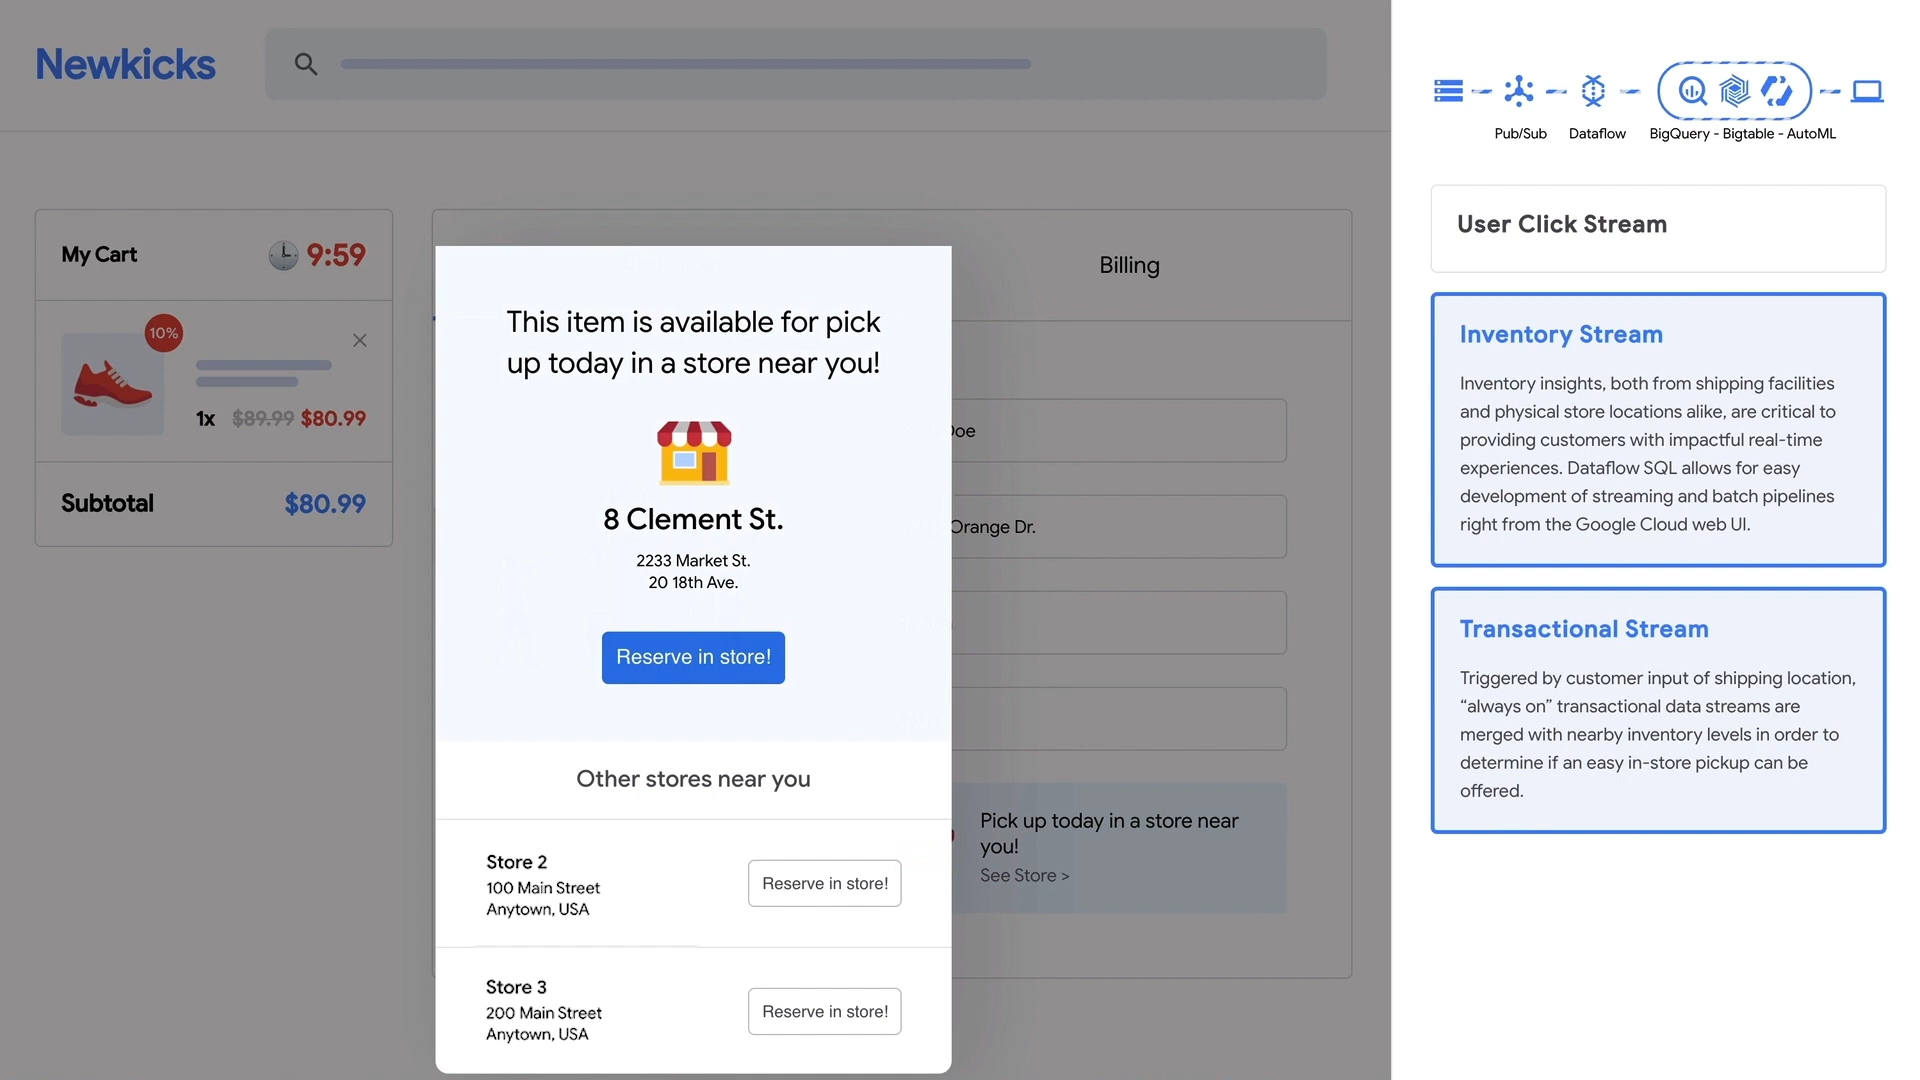 Newkicks
My Cart
9:59
10%
1x $89.99 $80.99
Subtotal
$80.99
Billing
Doe
Orange Dr.
Pick up today in a store near
you!
See Store >
This item is available for pick
up today in a store near you!
8 Clement St.
2233 Market St.
20 18th Ave.
Reserve in store!
Other stores near you
Store 2
100 Main Street
Anytown, USA
Reserve in store!
Store 3
200 Main Street
Anytown, USA
Reserve in store!
Pub/Sub
Dataflow
BigQuery - Bigtable - AutoML
User Click Stream
Inventory Stream
Inventory insights, both from shipping facilities
and physical store locations alike, are critical to
providing customers with impactful real-time
experiences. Dataflow SQL allows for easy
development of streaming and batch pipelines
right from the Google Cloud web UI.
Transactional Stream
Triggered by customer input of shipping location,
“always on” transactional data streams are
merged with nearby inventory levels in order to
determine if an easy in-store pickup can be
offered.